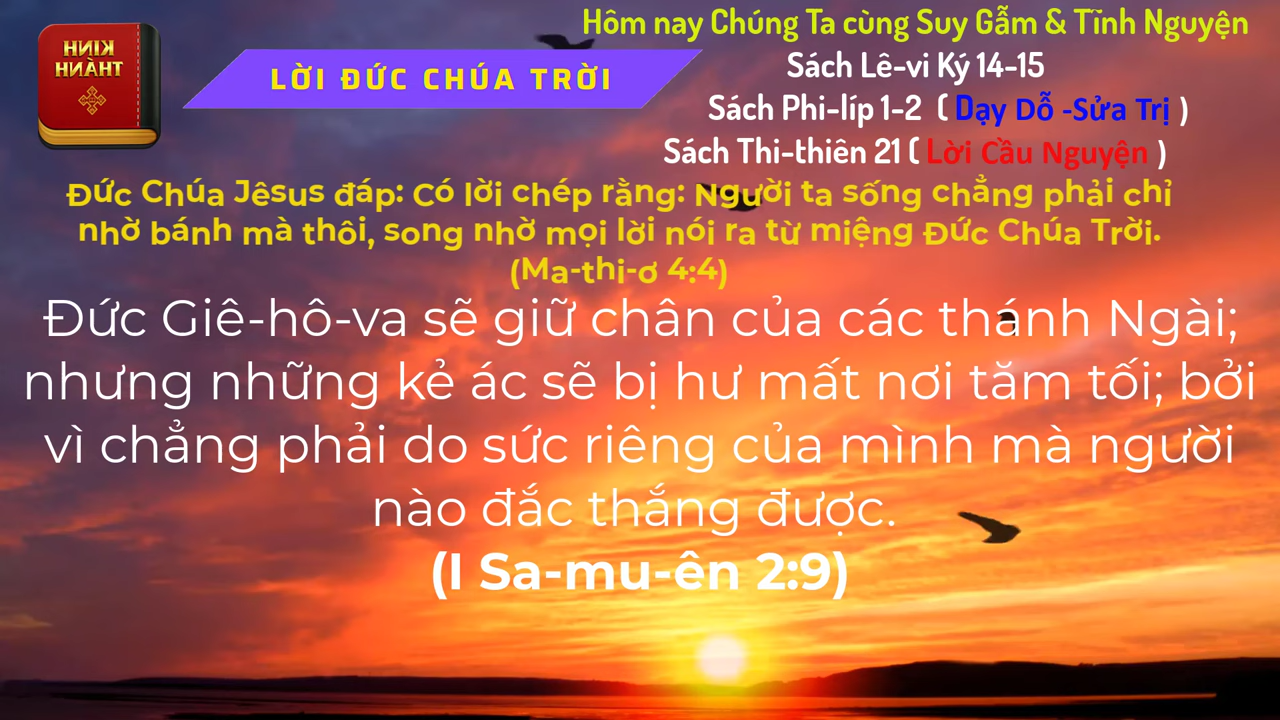 KINH
THÀNH
LỜI ĐỨC CHÚA TRỜI
Hôm nay Chúng Ta cùng Suy Gẫm & Tĩnh Nguyện
Sách Lê-vi Ký 14-15
Sách Phi-líp 1-2 ( Dạy Dỗ -Sửa Trị )
Sách Thi-thiên 21 ( Lời Cầu Nguyện )
Đức Chúa Jêsus đáp: Có lời chép rằng: Người ta sống chẳng phải chỉ
nhờ bánh mà thôi, song nhờ mọi lời nói ra từ miệng Đức Chúa Trời.
(Ma-thi-ơ 4:4)
Đức Giê-hô-va sẽ giữ chân của các thánh Ngài;
nhưng những kẻ ác sẽ bị hư mất nơi tăm tối; bởi
vì chẳng phải do sức riêng của mình mà người
nào đắc thắng được.
(I Sa-mu-ên 2:9)